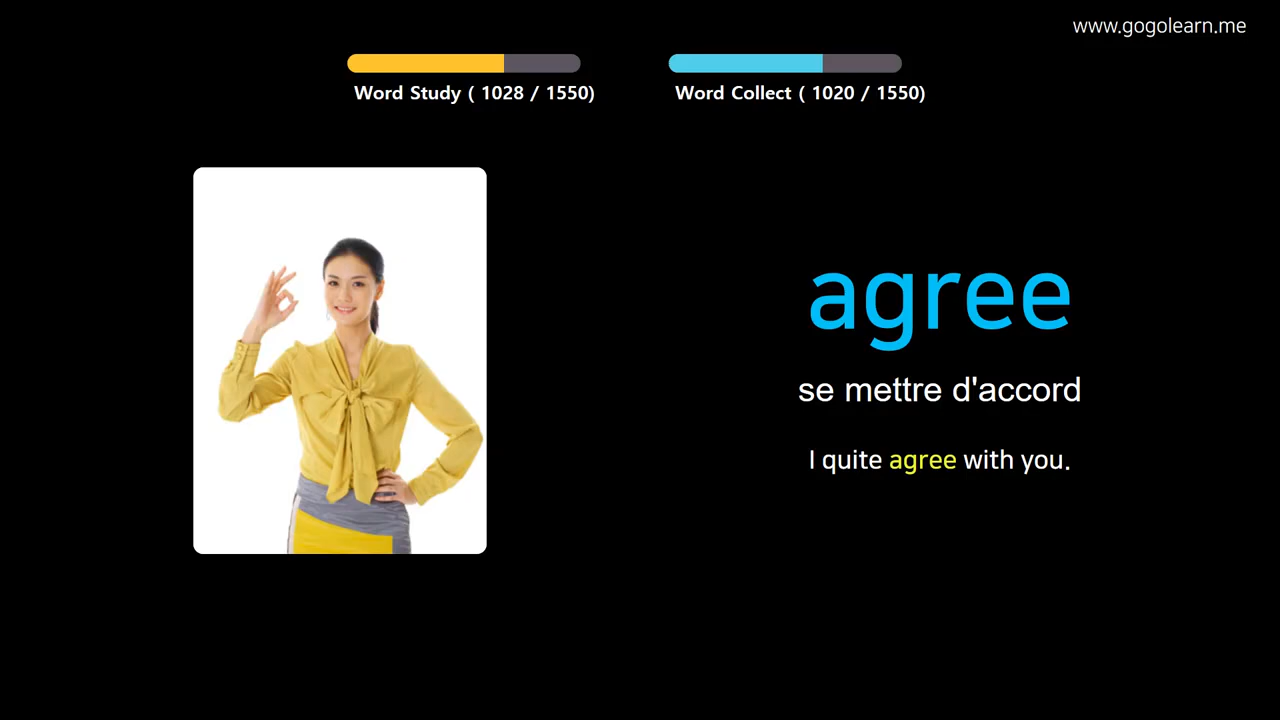 www.gogolearn.me
Word Study ( 1028 / 1550)
Word Collect ( 1020 / 1550)
agree
se mettre d'accord
I quite agree with you.